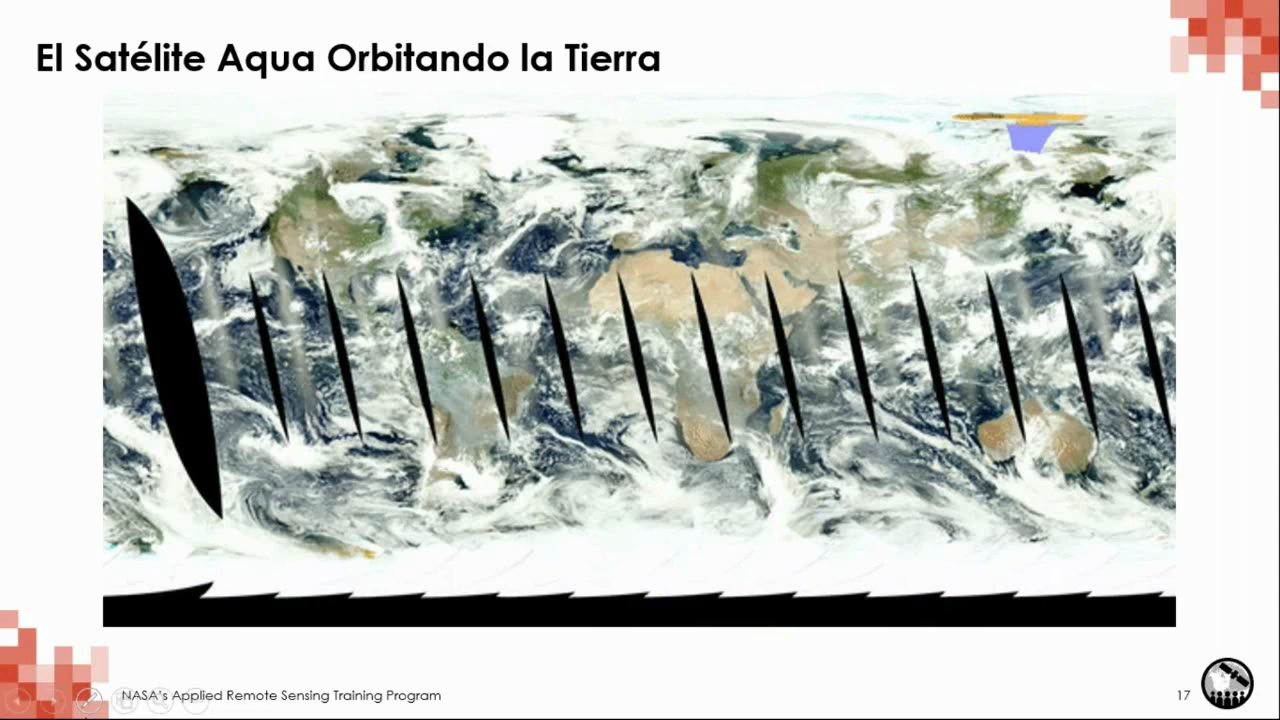 El Satélite Aqua Orbitando la Tierra
NASA's Applied Remote Sensing Training Program
17